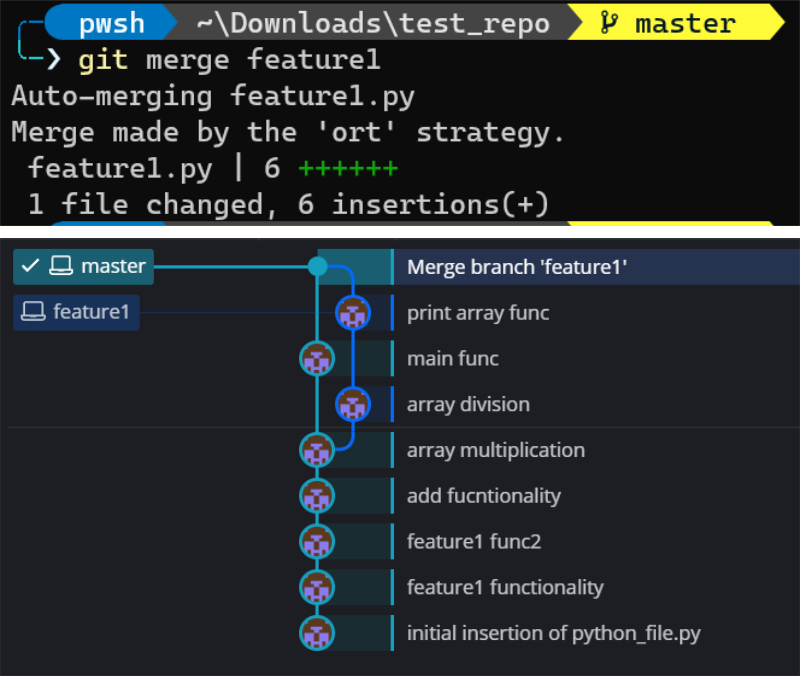 pwsh ~\Downloads\test_repo master
❯ git merge feature1
Auto-merging feature1.py
Merge made by the 'ort' strategy.
feature1.py | 6 ++++++
1 file changed, 6 insertions(+)
master Merge branch 'feature1'
feature1 print array func
main func
array division
array multiplication
add fucntionality
feature1 func2
feature1 functionality
initial insertion of python_file.py